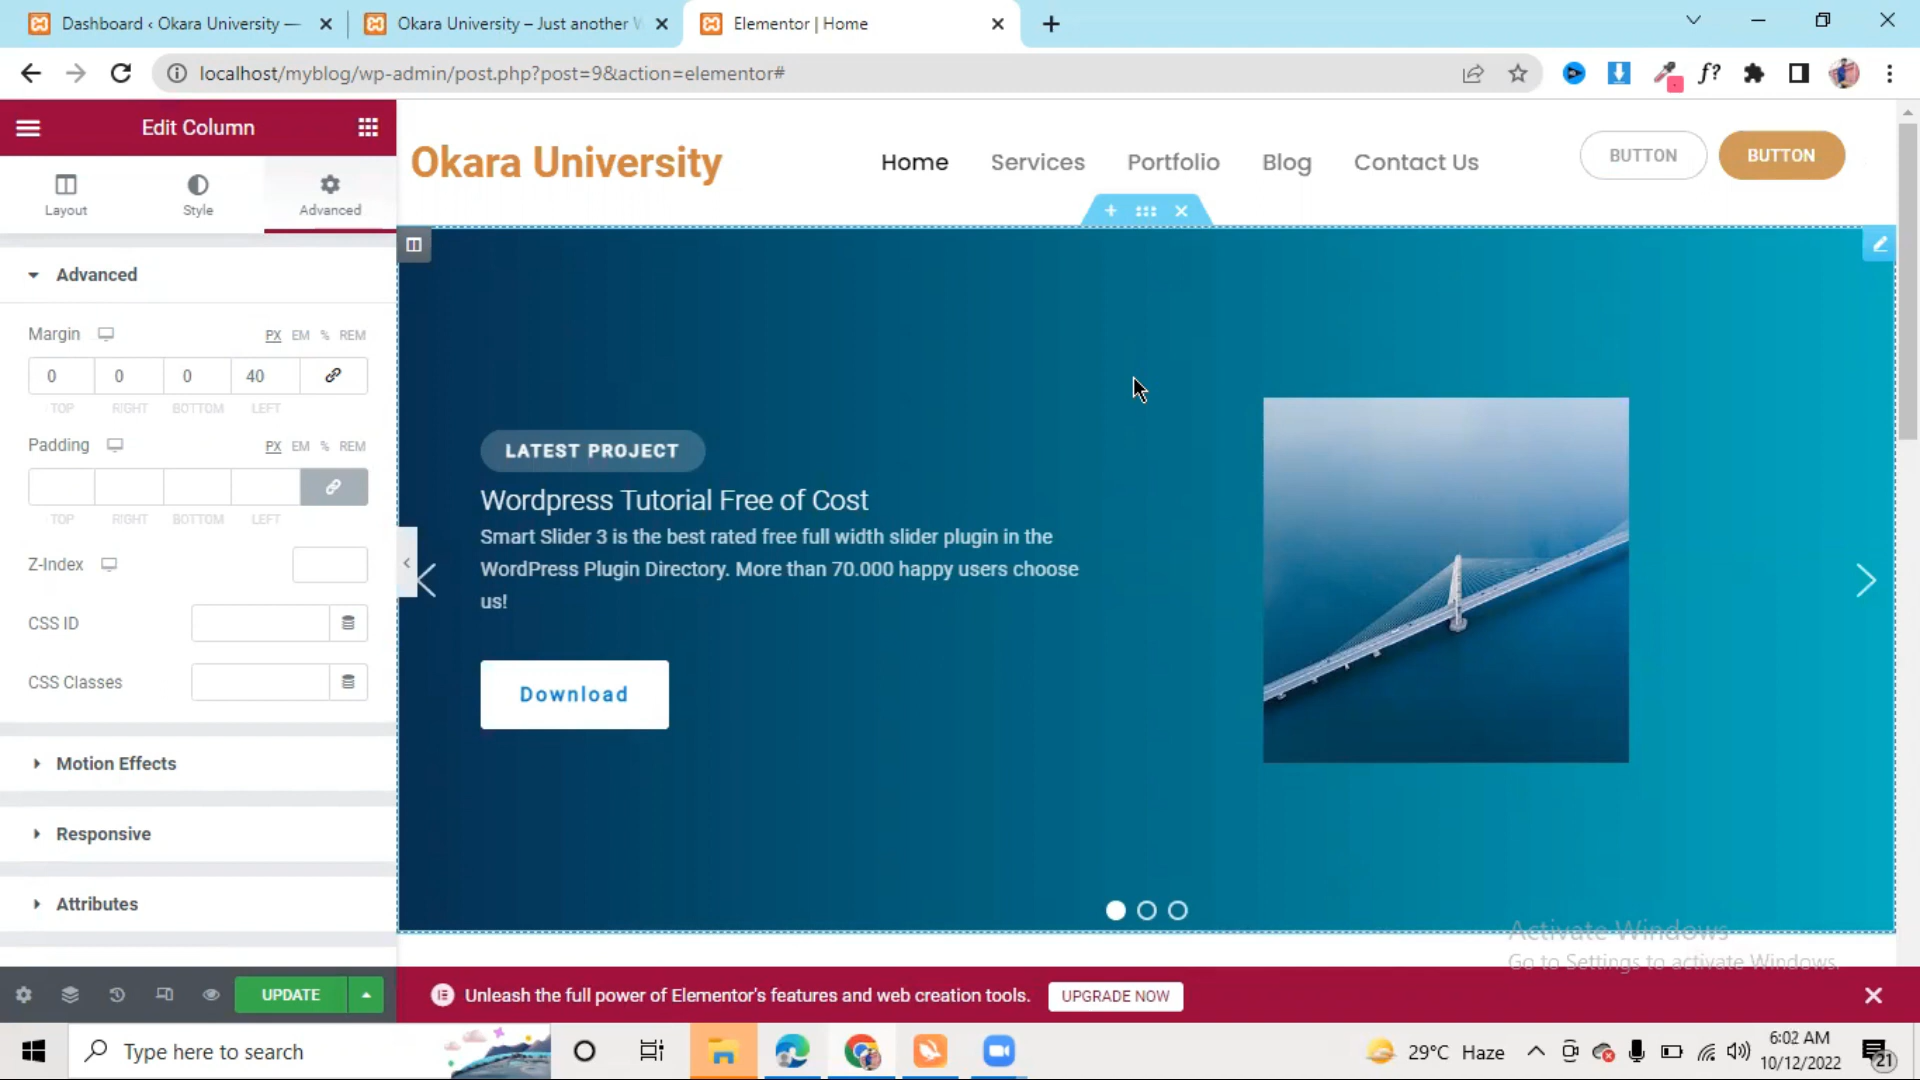 Dashboard ‹ Okara University —
Okara University – Just another W
Elementor | Home
localhost/myblog/wp-admin/post.php?post=9&action=elementor#
f?
Edit Column
Layout
Style
Advanced
Advanced
Margin
PX EM % REM
0 0 0 40
TOP RIGHT BOTTOM LEFT
Padding
PX EM % REM
TOP RIGHT BOTTOM LEFT
Z-Index
CSS ID
CSS Classes
Motion Effects
Responsive
Attributes
UPDATE
Okara University
Home Services Portfolio Blog Contact Us
BUTTON
BUTTON
LATEST PROJECT
Wordpress Tutorial Free of Cost
Smart Slider 3 is the best rated free full width slider plugin in the
WordPress Plugin Directory. More than 70.000 happy users choose
us!
Download
Activate Windows
Go to Settings to activate Windows.
Unleash the full power of Elementor's features and web creation tools.
UPGRADE NOW
Type here to search
29°C Haze
6:02 AM
10/12/2022
21